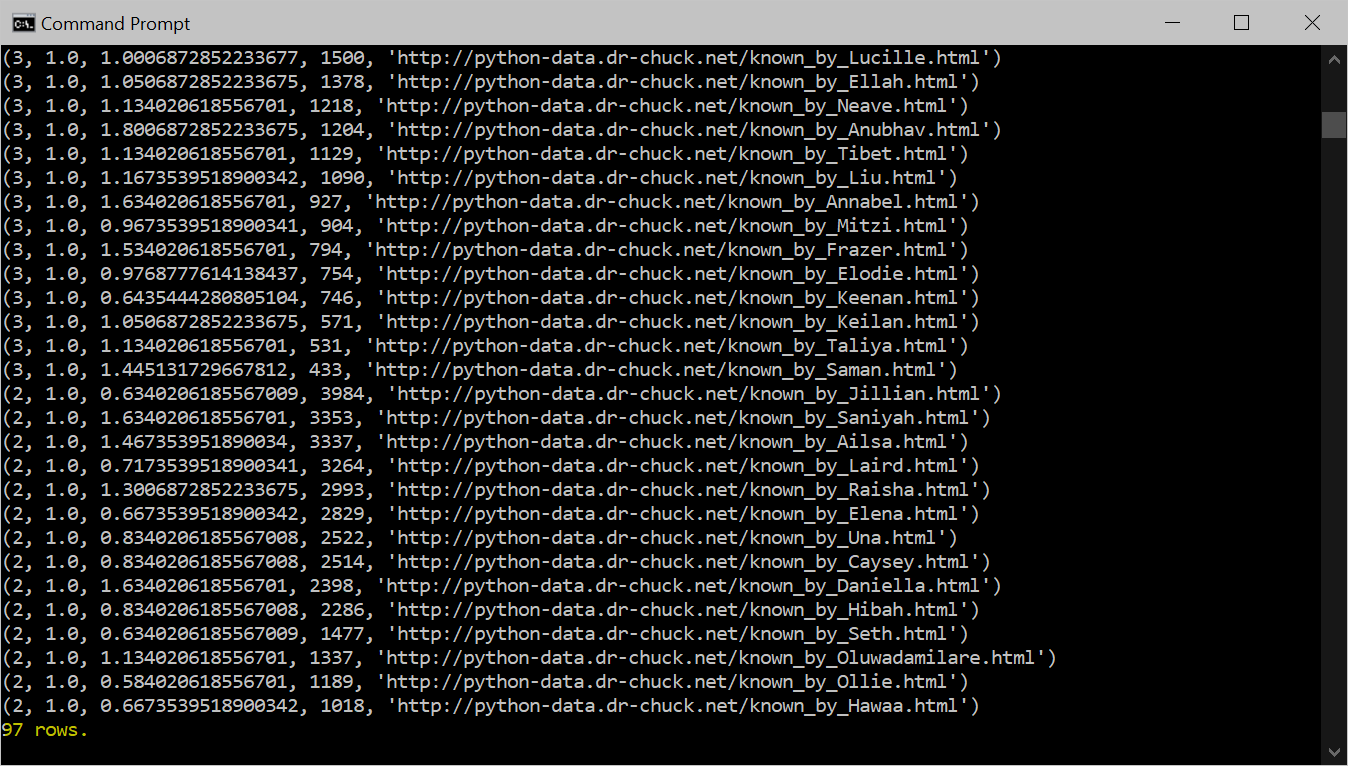 Command Prompt
(3, 1.0, 1.0006872852233677, 1500, 'http://python-data.dr-chuck.net/known_by_Lucille.html')
(3, 1.0, 1.0506872852233675, 1378, 'http://python-data.dr-chuck.net/known_by_Ellah.html')
(3, 1.0, 1.134020618556701, 1218, 'http://python-data.dr-chuck.net/known_by_Neave.html')
(3, 1.0, 1.8006872852233675, 1204, 'http://python-data.dr-chuck.net/known_by_Anubhav.html')
(3, 1.0, 1.134020618556701, 1129, 'http://python-data.dr-chuck.net/known_by_Tibet.html')
(3, 1.0, 1.1673539518900342, 1090, 'http://python-data.dr-chuck.net/known_by_Liu.html')
(3, 1.0, 1.634020618556701, 927, 'http://python-data.dr-chuck.net/known_by_Annabel.html')
(3, 1.0, 0.9673539518900341, 904, 'http://python-data.dr-chuck.net/known_by_Mitzi.html')
(3, 1.0, 1.534020618556701, 794, 'http://python-data.dr-chuck.net/known_by_Frazer.html')
(3, 1.0, 0.9768777614138437, 754, 'http://python-data.dr-chuck.net/known_by_Elodie.html')
(3, 1.0, 0.6435444280805104, 746, 'http://python-data.dr-chuck.net/known_by_Keenan.html')
(3, 1.0, 1.0506872852233675, 571, 'http://python-data.dr-chuck.net/known_by_Keilan.html')
(3, 1.0, 1.134020618556701, 531, 'http://python-data.dr-chuck.net/known_by_Taliya.html')
(3, 1.0, 1.445131729667812, 433, 'http://python-data.dr-chuck.net/known_by_Saman.html')
(2, 1.0, 0.6340206185567009, 3984, 'http://python-data.dr-chuck.net/known_by_Jillian.html')
(2, 1.0, 1.634020618556701, 3353, 'http://python-data.dr-chuck.net/known_by_Saniyah.html')
(2, 1.0, 1.467353951890034, 3337, 'http://python-data.dr-chuck.net/known_by_Ailsa.html')
(2, 1.0, 0.7173539518900341, 3264, 'http://python-data.dr-chuck.net/known_by_Laird.html')
(2, 1.0, 1.3006872852233675, 2993, 'http://python-data.dr-chuck.net/known_by_Raisha.html')
(2, 1.0, 0.6673539518900342, 2829, 'http://python-data.dr-chuck.net/known_by_Elena.html')
(2, 1.0, 0.8340206185567008, 2522, 'http://python-data.dr-chuck.net/known_by_Una.html')
(2, 1.0, 0.8340206185567008, 2514, 'http://python-data.dr-chuck.net/known_by_Caysey.html')
(2, 1.0, 1.634020618556701, 2398, 'http://python-data.dr-chuck.net/known_by_Daniella.html')
(2, 1.0, 0.8340206185567008, 2286, 'http://python-data.dr-chuck.net/known_by_Hibah.html')
(2, 1.0, 0.6340206185567009, 1477, 'http://python-data.dr-chuck.net/known_by_Seth.html')
(2, 1.0, 1.134020618556701, 1337, 'http://python-data.dr-chuck.net/known_by_Oluwadamilare.html')
(2, 1.0, 0.584020618556701, 1189, 'http://python-data.dr-chuck.net/known_by_Ollie.html')
(2, 1.0, 0.6673539518900342, 1018, 'http://python-data.dr-chuck.net/known_by_Hawaa.html')
97 rows.